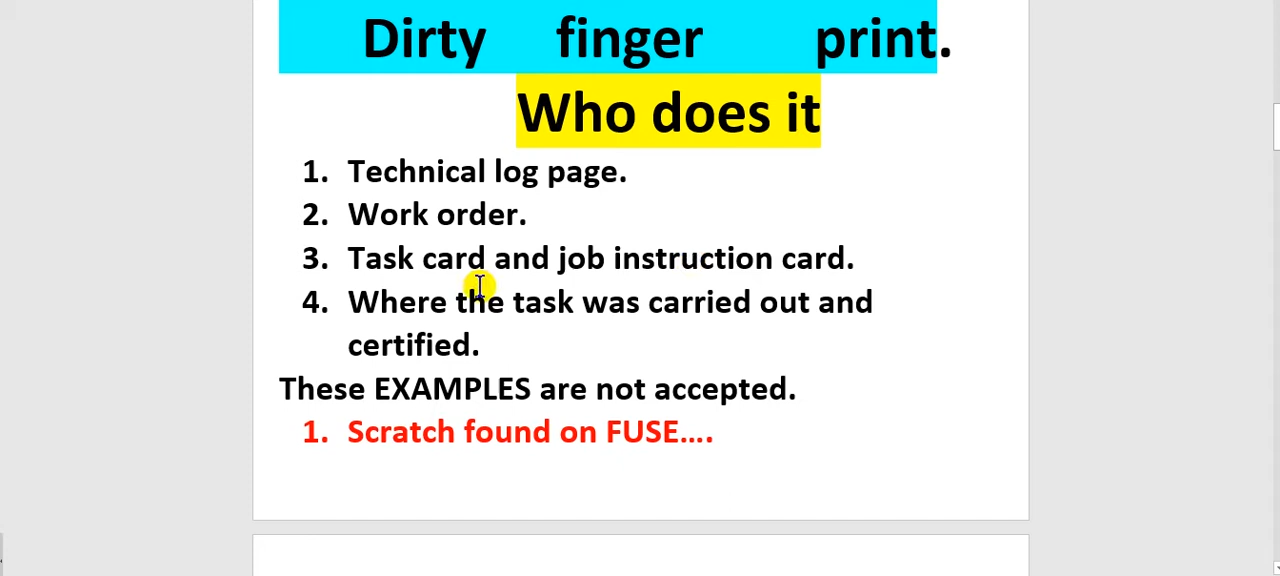 Dirty finger print.
Who does it
1. Technical log page.
2. Work order.
3. Task card and job instruction card.
4. Where the task was carried out and
certified.
These EXAMPLES are not accepted.
1. Scratch found on FUSE....